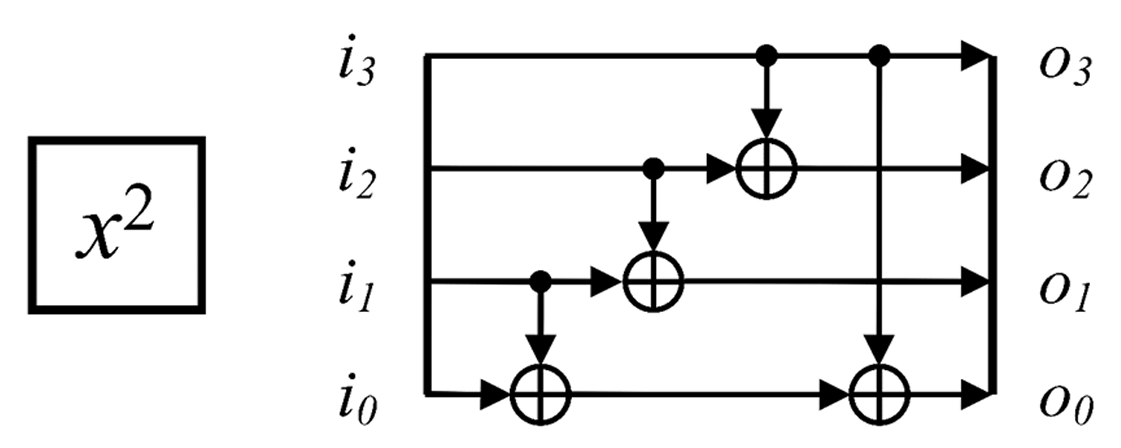 i₃ o₃
i₂ o₂
x²
i₁ o₁
i₀ o₀